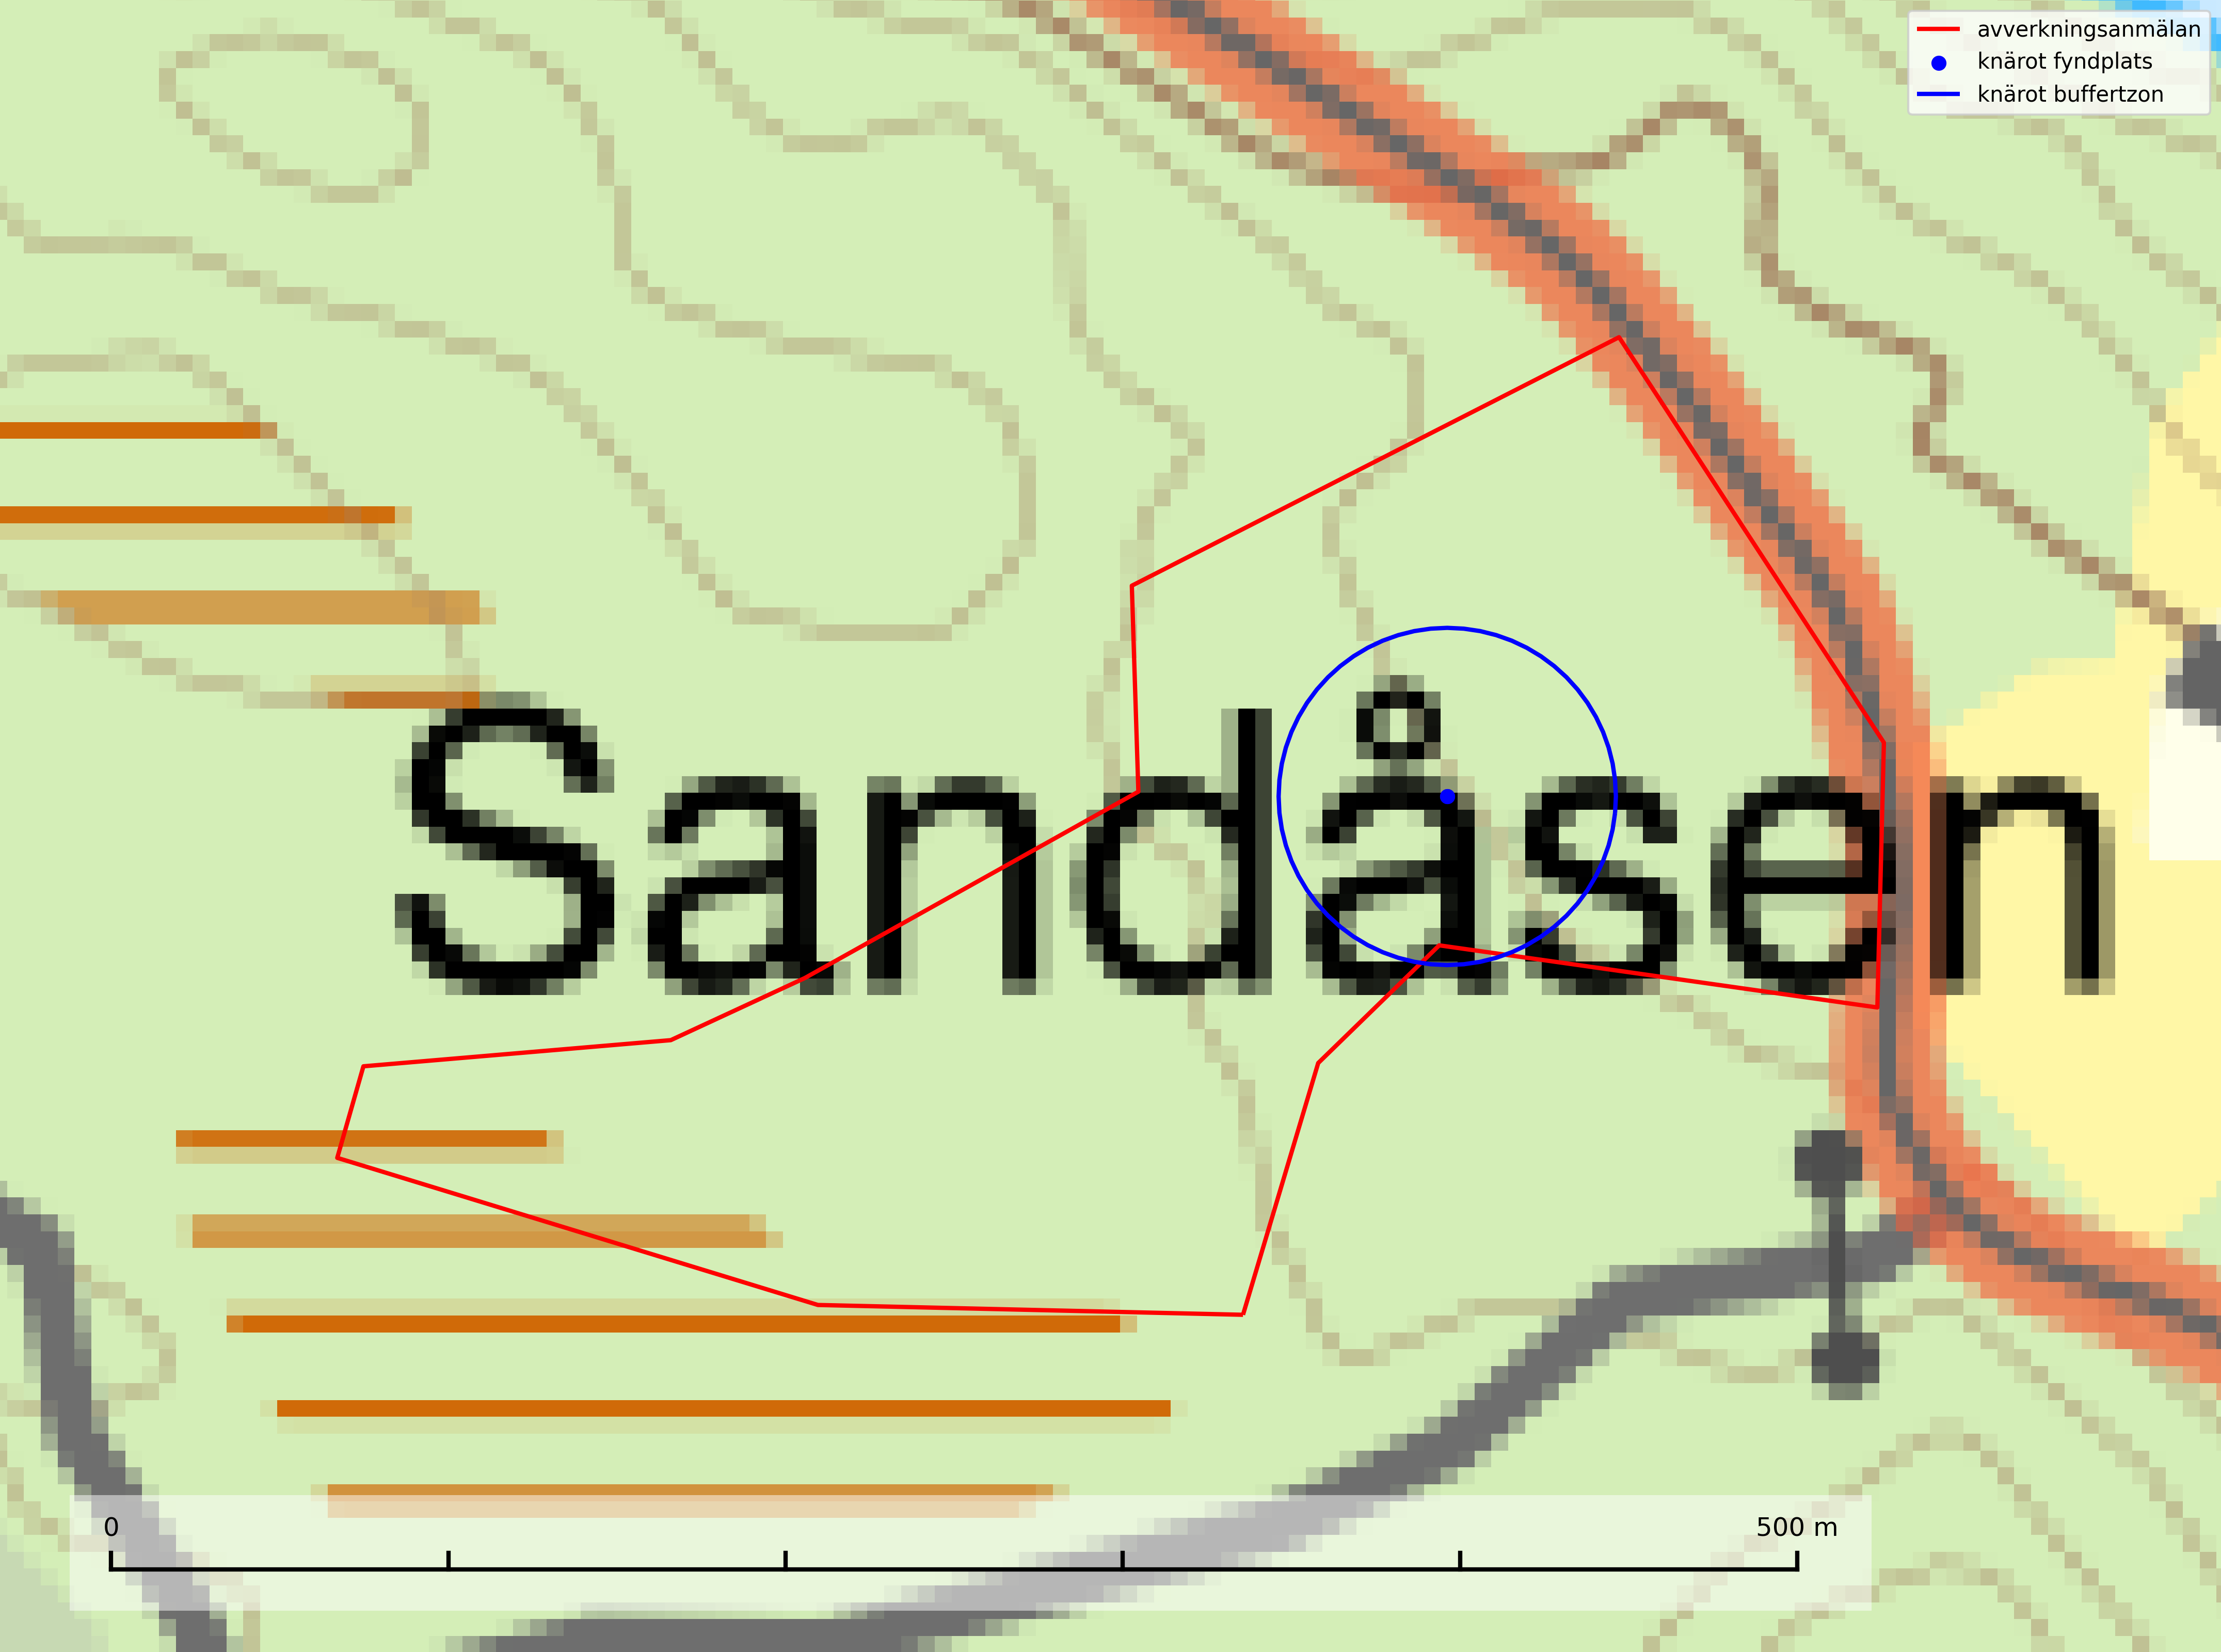 avverkningsanmälan
knärot fyndplats
knärot buffertzon
Sandåsen
0 500 m